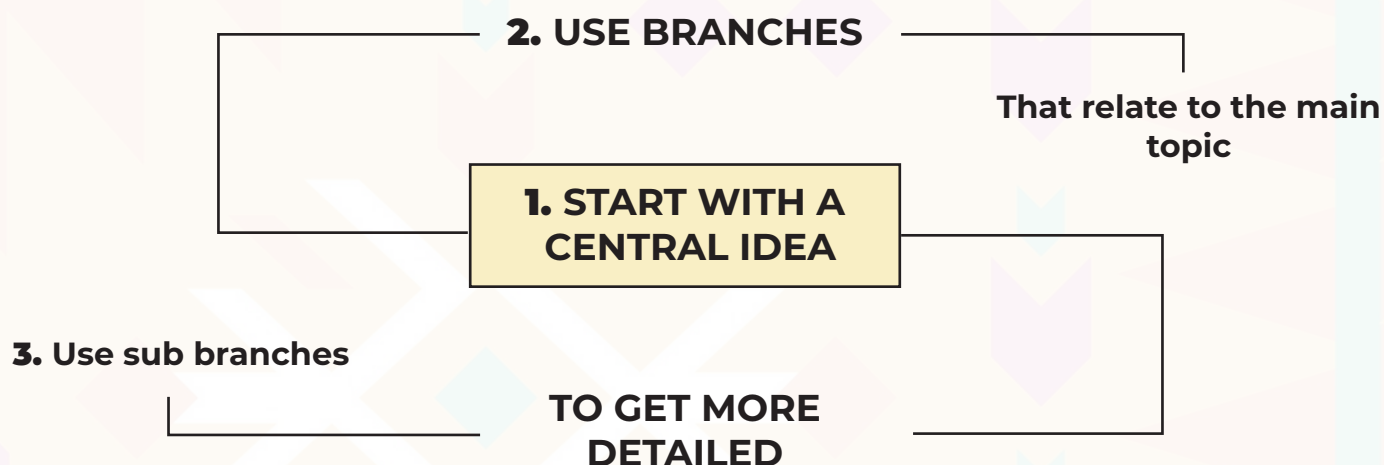 2. USE BRANCHES
That relate to the main
topic
1. START WITH A
CENTRAL IDEA
3. Use sub branches
TO GET MORE
DETAILED